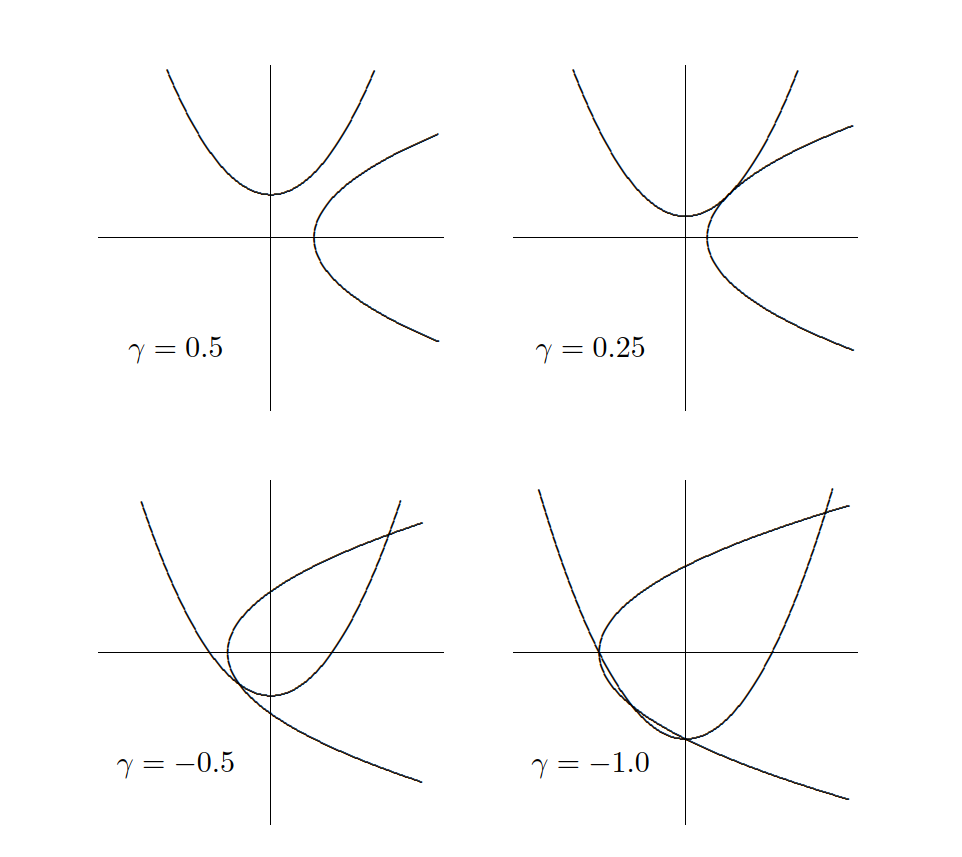 γ = 0.5
γ = 0.25
γ = −0.5
γ = −1.0